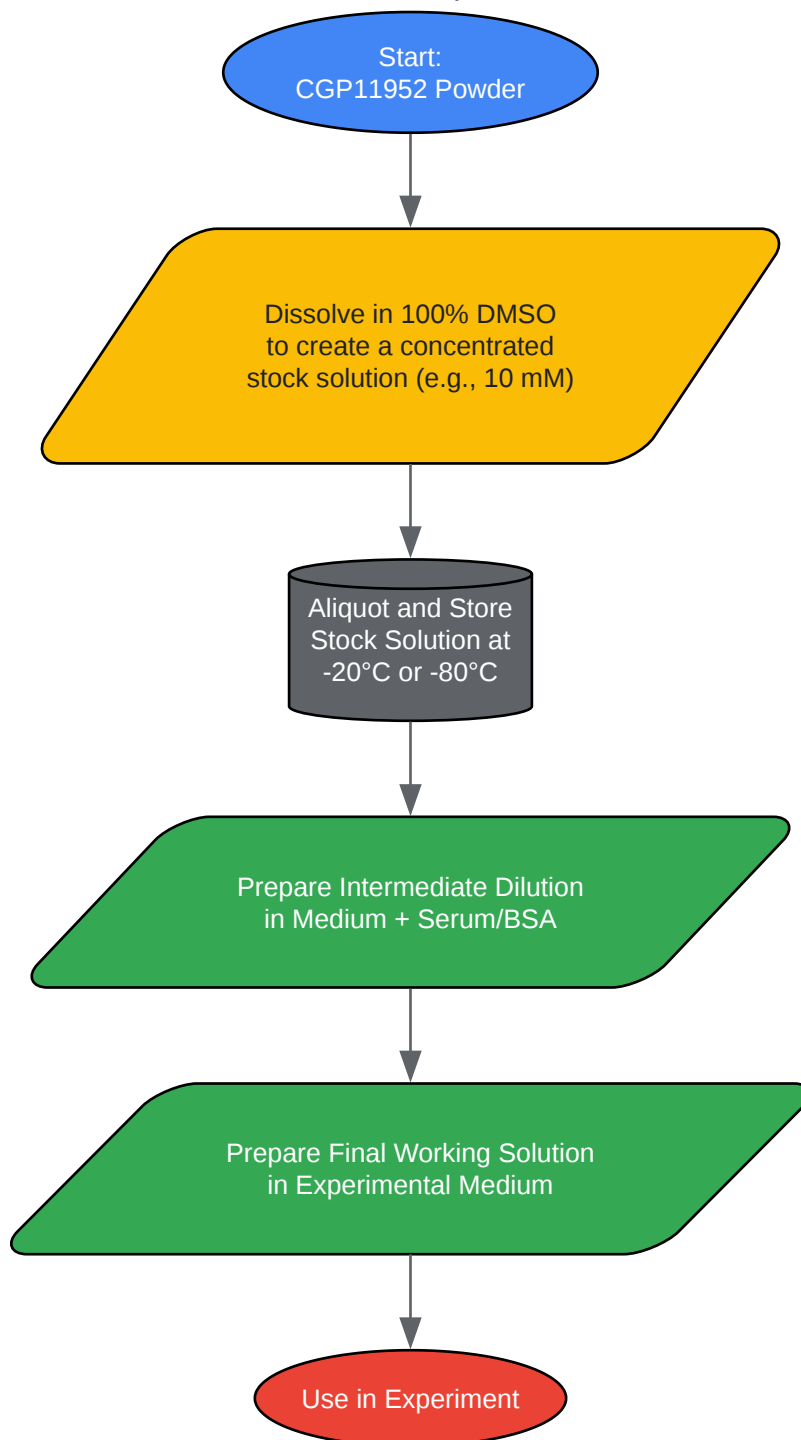 Start:
CGP11952 Powder
Dissolve in 100% DMSO
to create a concentrated
stock solution (e.g., 10 mM)
Aliquot and Store
Stock Solution at
-20°C or -80°C
Prepare Intermediate Dilution
in Medium + Serum/BSA
Prepare Final Working Solution
in Experimental Medium
Use in Experiment